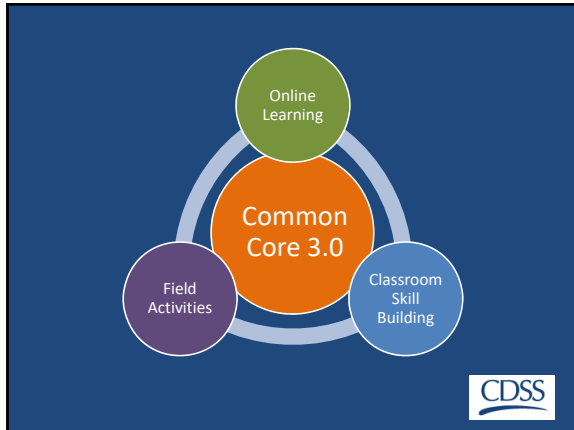 Online
Learning
Common
Core 3.0
Field
Activities
Classroom
Skill
Building
CDSS